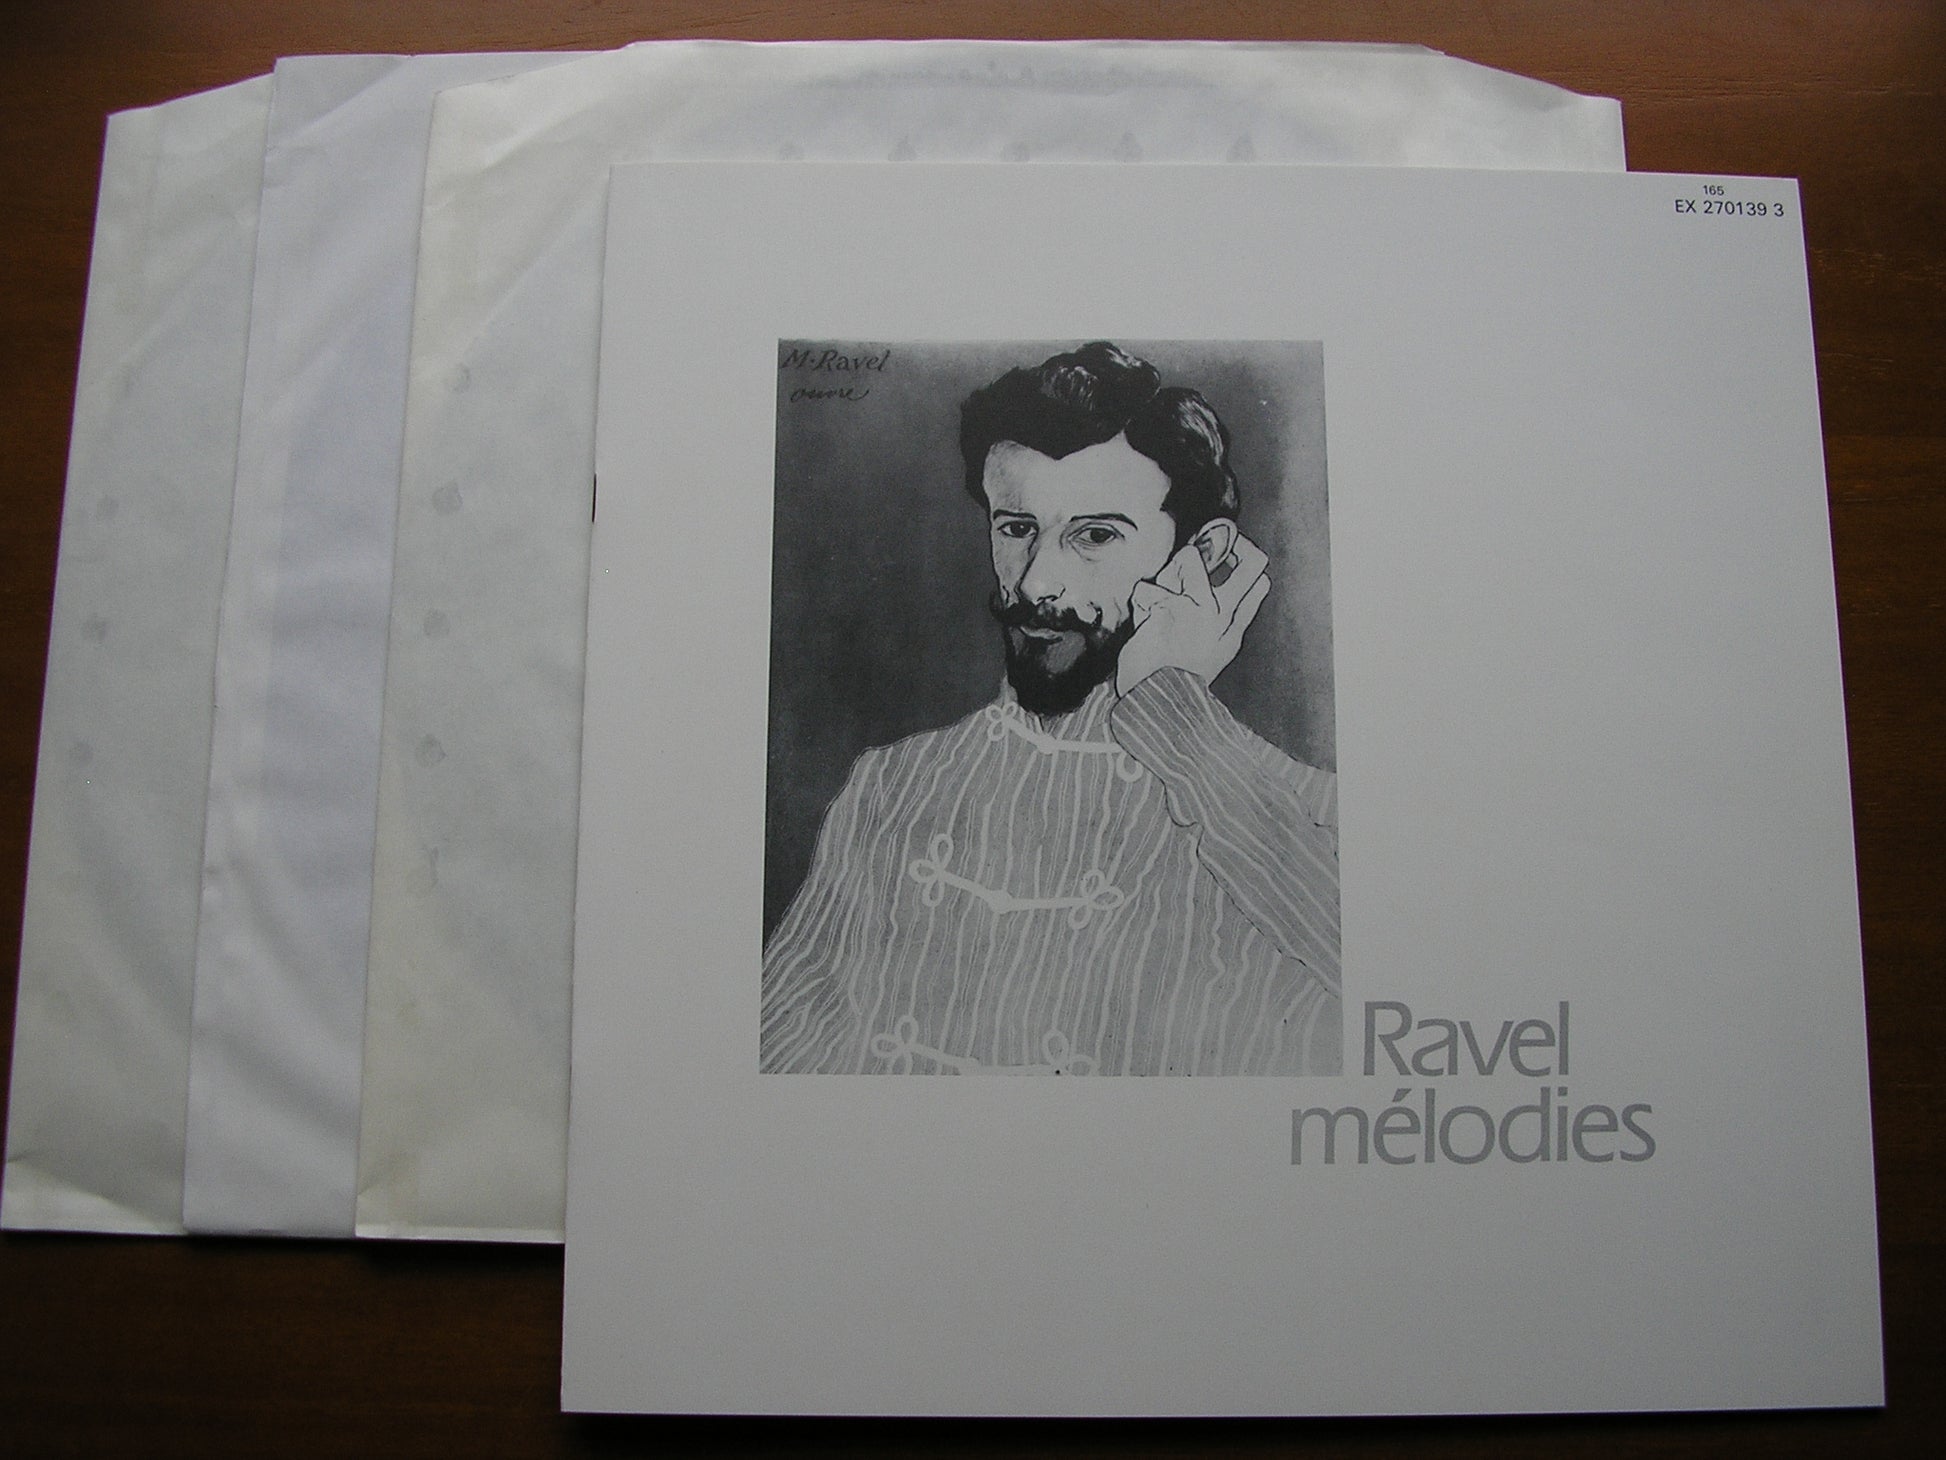 165
EX 270139 3
M. Ravel
Ravel
mélodies